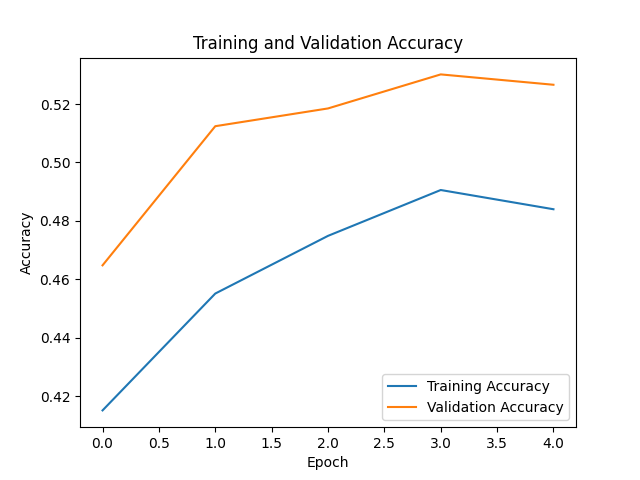 Training and Validation Accuracy
Accuracy
0.52
0.50
0.48
0.46
0.44
0.42
Training Accuracy
Validation Accuracy
0.0 0.5 1.0 1.5 2.0 2.5 3.0 3.5 4.0
Epoch